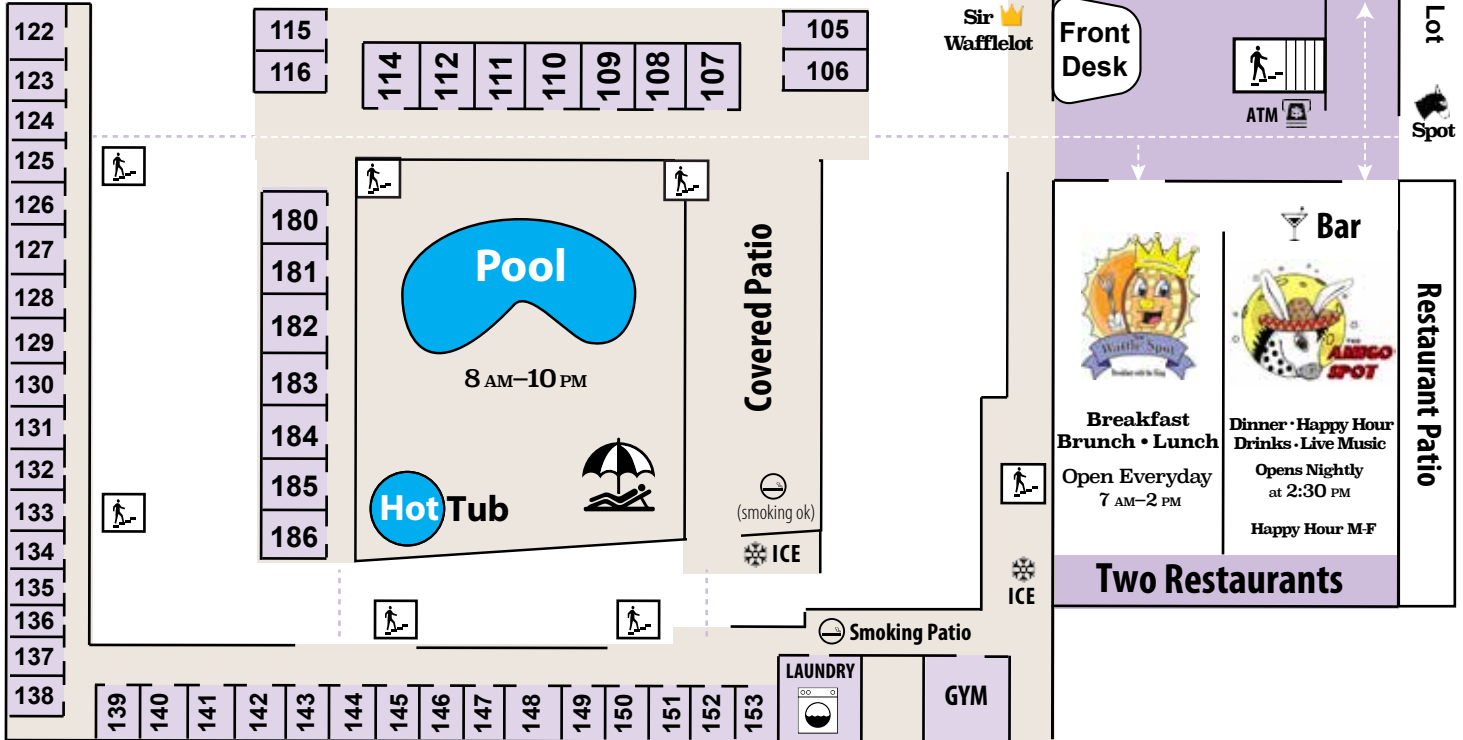 122
123
124
125
126
127
128
129
130
131
132
133
134
135
136
137
138
115
116
114
112
111
110
109
108
107
105
106
Sir
Wafflelot
Front
Desk
ATM
Lot
Spot
180
181
182
183
184
185
186
Pool
8 AM–10 PM
Hot Tub
Covered Patio
(smoking ok)
ICE
ICE
Smoking Patio
Waffle Spot
Breakfast
Brunch • Lunch
Open Everyday
7 AM–2 PM
Bar
THE
AMIGO
SPOT
Dinner · Happy Hour
Drinks · Live Music
Opens Nightly
at 2:30 PM
Happy Hour M-F
Two Restaurants
Restaurant Patio
139
140
141
142
143
144
145
146
147
148
149
150
151
152
153
LAUNDRY
GYM